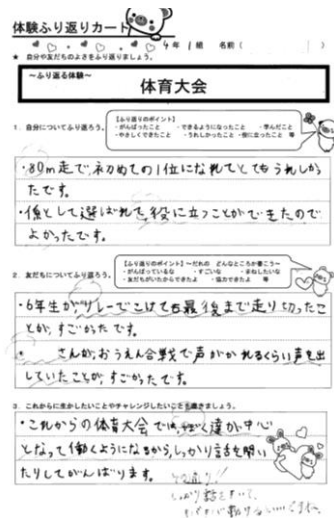 体験ふり返りカード
4年1組 名前( )
★ 自分や友だちのよさをふり返りましょう。
～ふり返る体験～
体育大会
1. 自分についてふり返ろう。
【ふり返りのポイント】
・がんばったこと ・できるようになったこと ・学んだこと
・やさしくできたこと ・うれしかったこと ・役に立ったこと 等
・80m走で、初めての1位になれてとてもうれしかっ
たです。
・係として選ばれて役に立つことができたので
よかったです。
2. 友だちについてふり返ろう。
【ふり返りのポイント】～だれの どんなところか書こう～
・がんばっているな ・すごいな ・まねしたいな
・友だちがいたからできたよ ・協力できたよ 等
・6年生が、リレーでこけても最後まで走り切ったこ
とが、すごかったです。
・ さんが、おうえん合戦で声がかれるくらい声を出
していたことが、すごかったです。
3. これからに生かしたいことやチャレンジしたいことを書きましょう。
・これからの体育大会では、ぼく達が中心
となって働くようになるから、しっかり話を聞い
たりしてがんばります。
しっかり話をきいて、